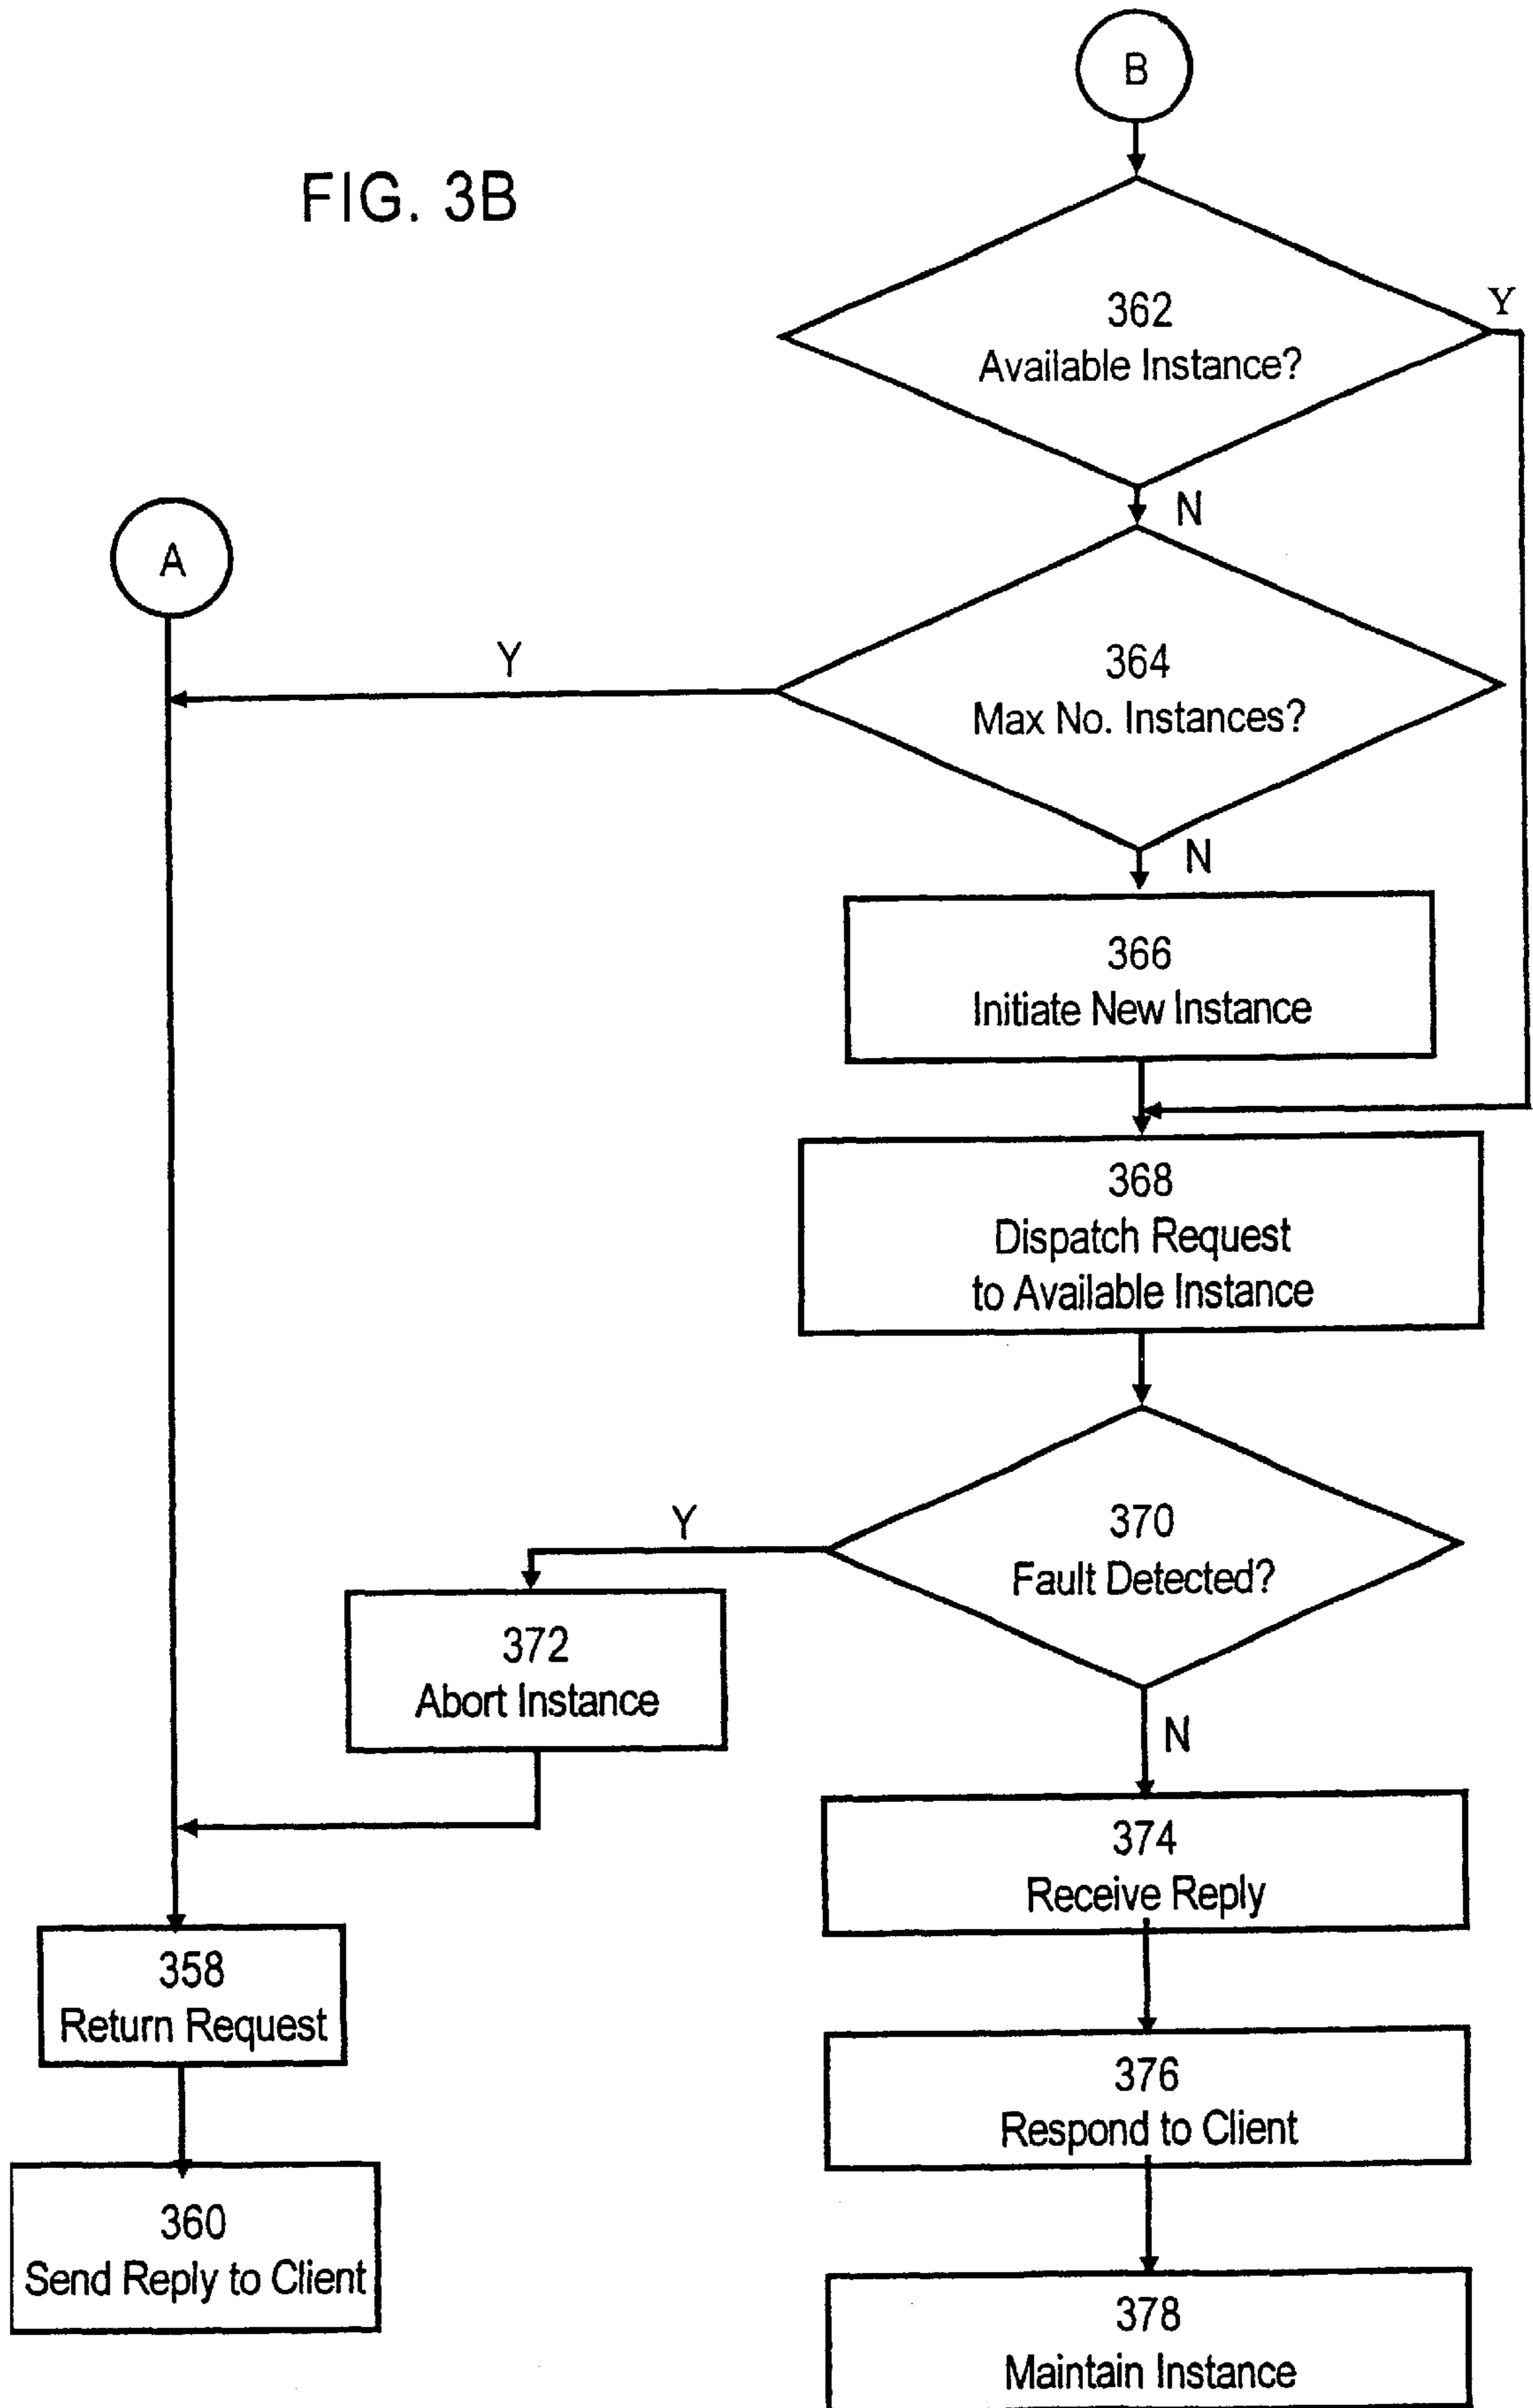 B
FIG. 3B
362
Available Instance?
Y
N
A
Y
364
Max No. Instances?
N
366
Initiate New Instance
368
Dispatch Request
to Available Instance
370
Fault Detected?
Y
372
Abort Instance
N
374
Receive Reply
358
Return Request
376
Respond to Client
360
Send Reply to Client
378
Maintain Instance